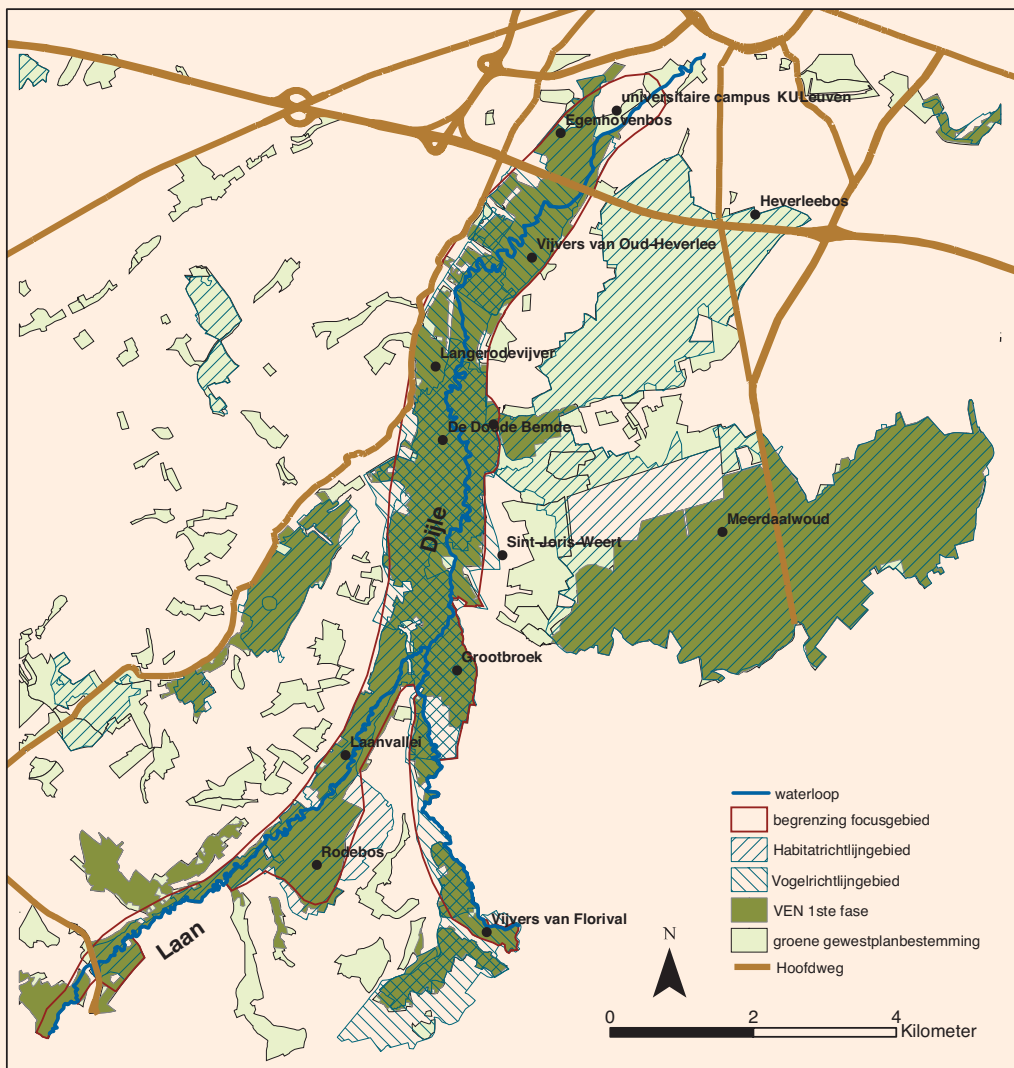 universitaire campus KULeuven
Egenhovenbos
Heverleebos
Vijvers van Oud-Heverlee
Langerodevijver
De Doode Bemde
Dijle
Meerdaalwoud
Sint-Joris-Weert
Grootbroek
Laanvallei
Rodebos
Vijvers van Florival
Laan
waterloop
begrenzing focusgebied
Habitatrichtlijngebied
Vogelrichtlijngebied
VEN 1ste fase
groene gewestplanbestemming
Hoofdweg
N
0 2 4
Kilometer